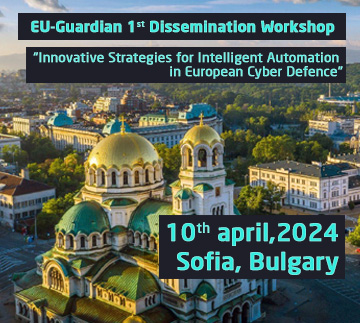 EU-Guardian 1st Dissemination Workshop
"Innovative Strategies for Intelligent Automation
in European Cyber Defence"
10th april,2024
Sofia, Bulgary